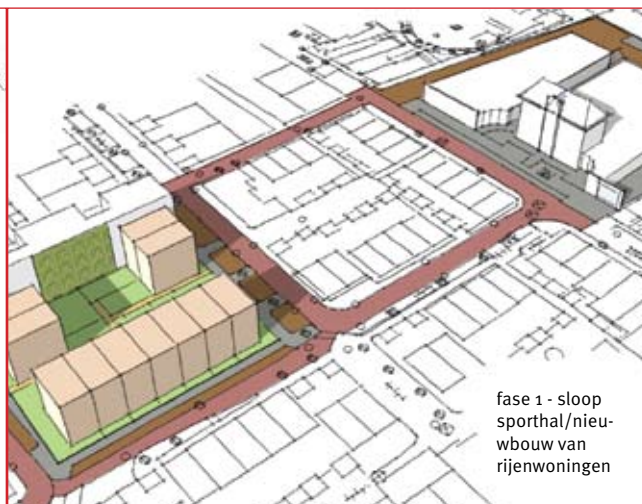 fase 1 - sloop
sporthal/nieu-
wbouw van
rijenwoningen